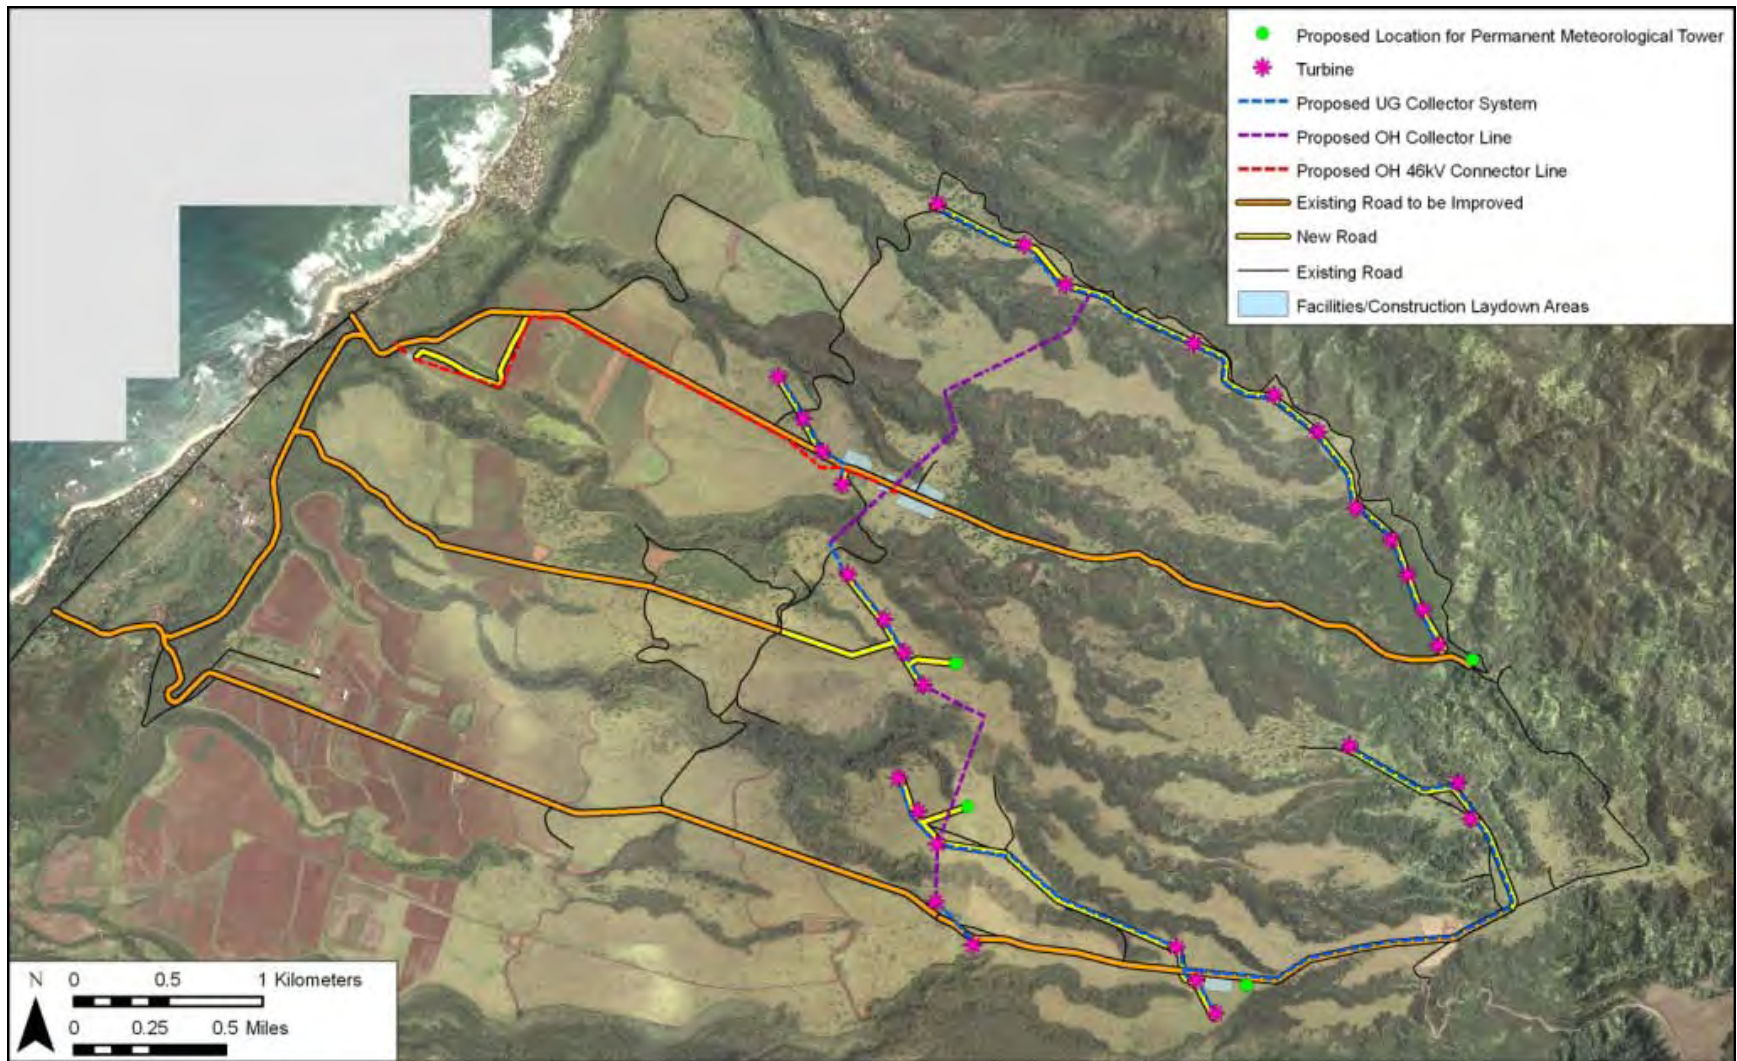 Proposed Location for Permanent Meteorological Tower
Turbine
Proposed UG Collector System
Proposed OH Collector Line
Proposed OH 46kV Connector Line
Existing Road to be Improved
New Road
Existing Road
Facilities/Construction Laydown Areas
N 0 0.5 1 Kilometers
0 0.25 0.5 Miles